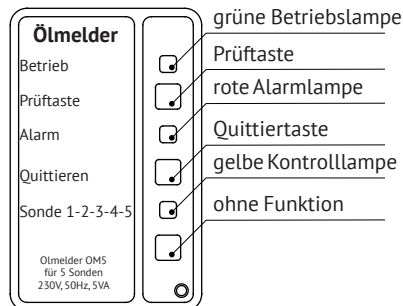 Ölmelder
Betrieb
Prüftaste
Alarm
Quittieren
Sonde 1-2-3-4-5
Olmelder OM5
für 5 Sonden
230V, 50Hz, 5VA
grüne Betriebslampe
Prüftaste
rote Alarmlampe
Quittiertaste
gelbe Kontrolllampe
ohne Funktion